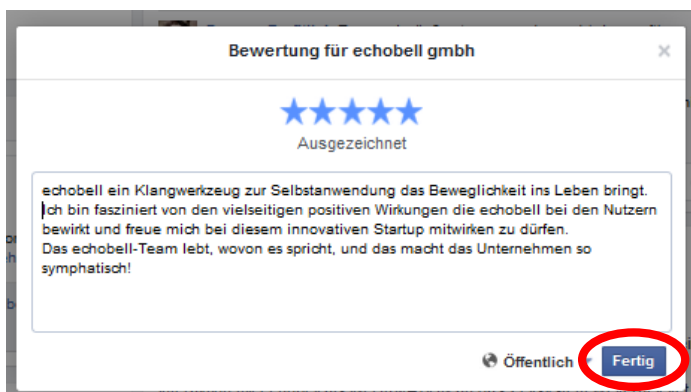 Bewertung für echobell gmbh
Ausgezeichnet
echobell ein Klangwerkzeug zur Selbstanwendung das Beweglichkeit ins Leben bringt.
Ich bin fasziniert von den vielseitigen positiven Wirkungen die echobell bei den Nutzern
bewirkt und freue mich bei diesem innovativen Startup mitwirken zu dürfen.
Das echobell-Team lebt, wovon es spricht, und das macht das Unternehmen so
symphatisch!
Öffentlich
Fertig